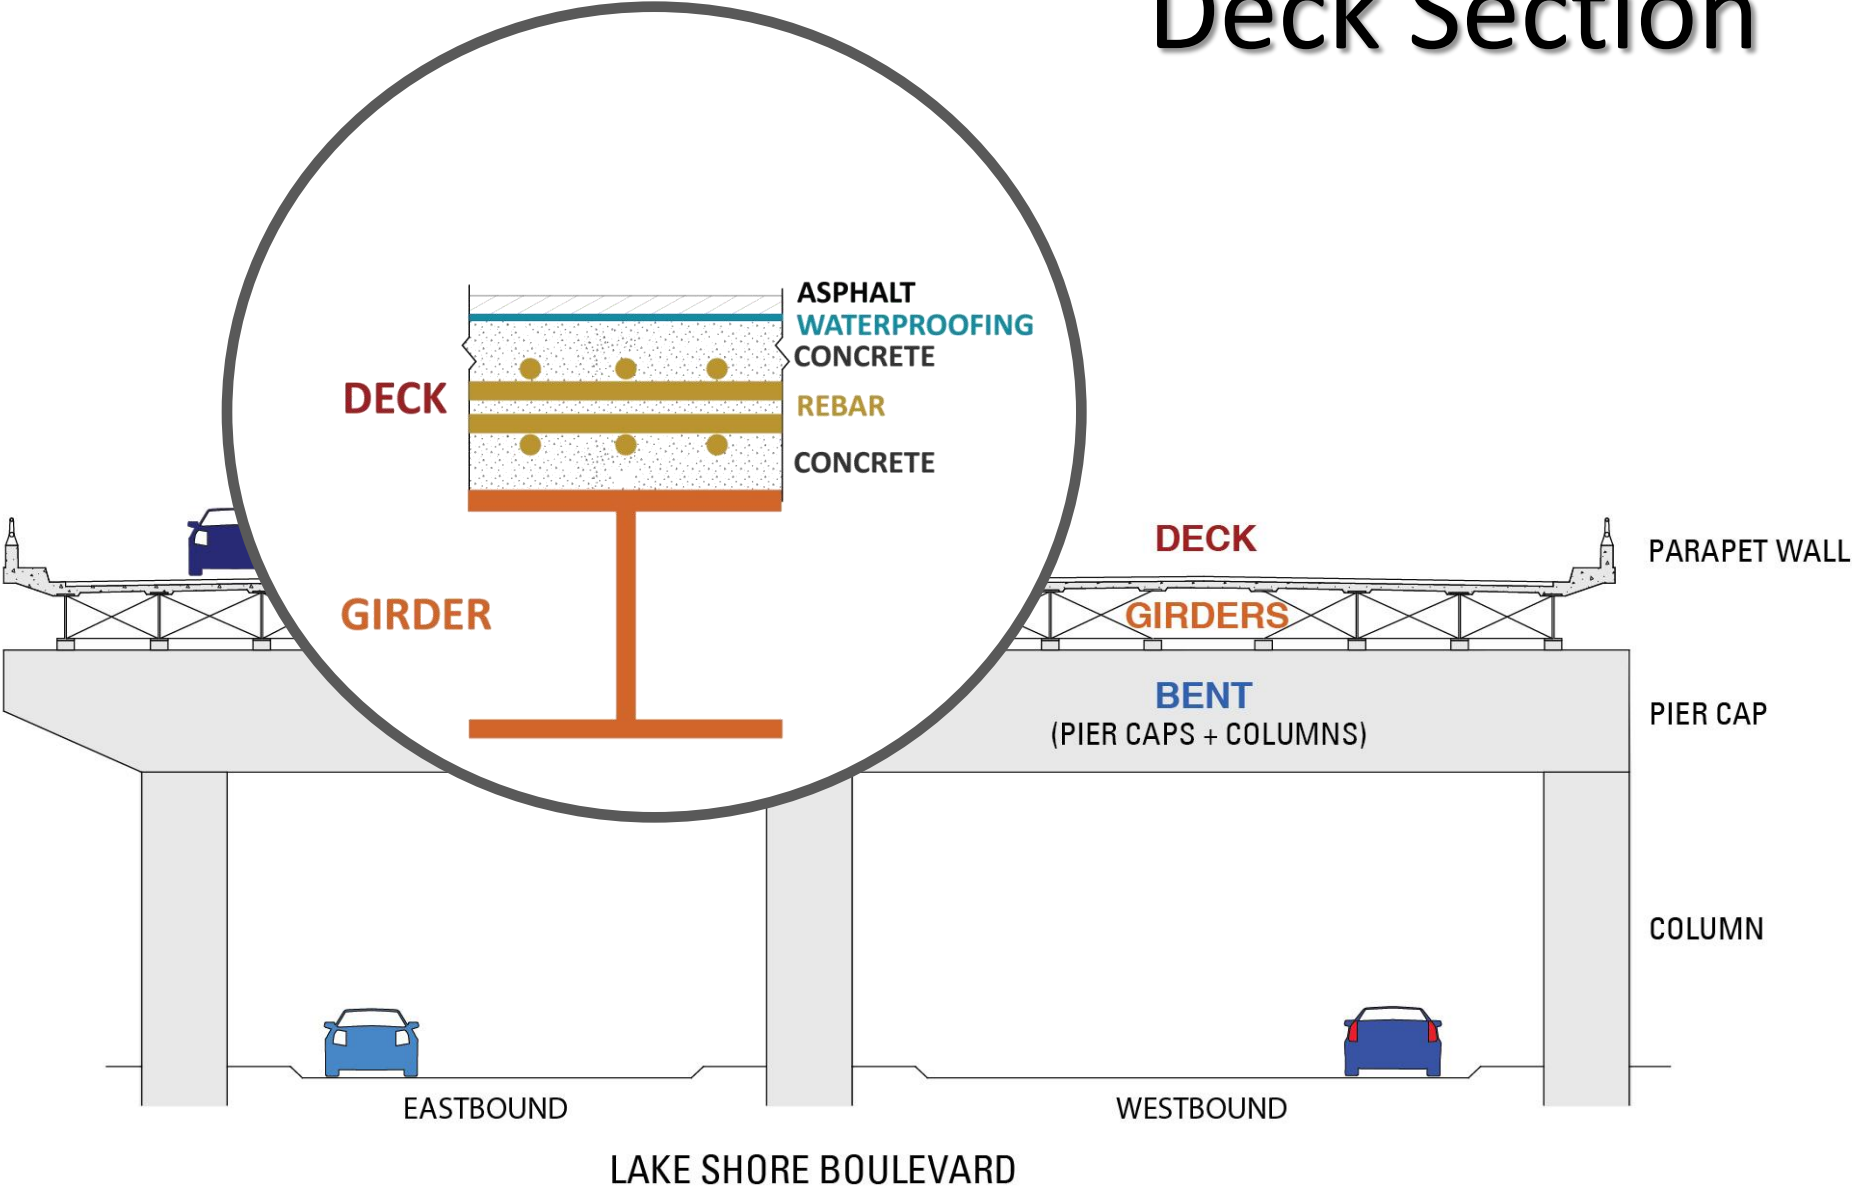 Deck Section
ASPHALT
WATERPROOFING
CONCRETE
DECK
REBAR
CONCRETE
GIRDER
DECK
PARAPET WALL
GIRDERS
BENT
(PIER CAPS + COLUMNS)
PIER CAP
COLUMN
EASTBOUND
WESTBOUND
LAKE SHORE BOULEVARD